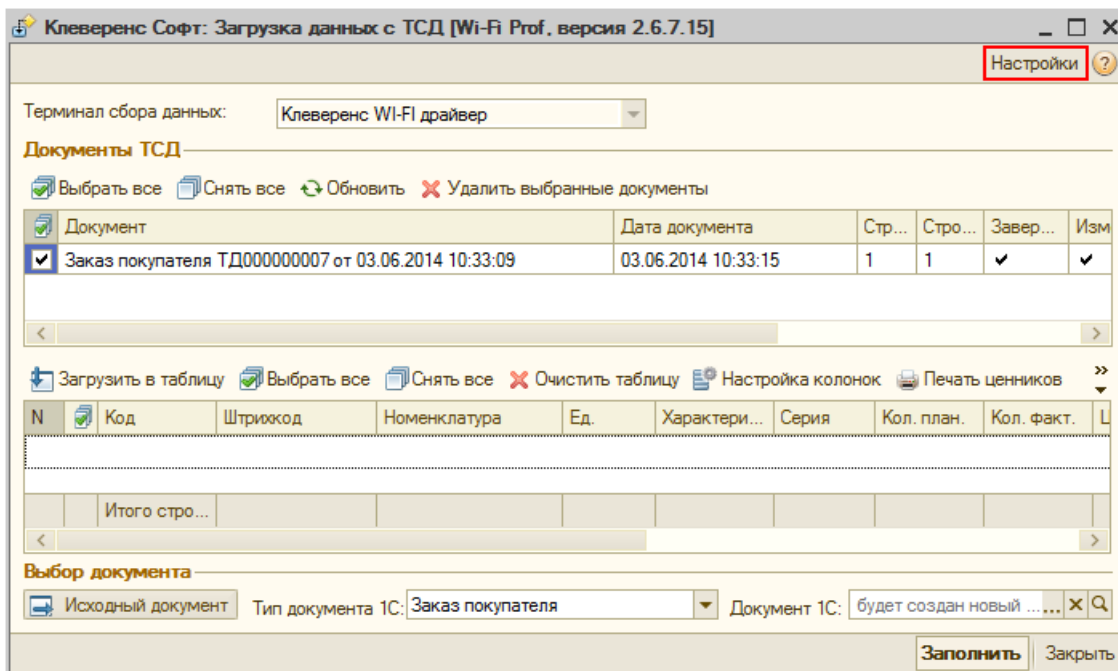 Клеверенс Софт: Загрузка данных с ТСД [Wi-Fi Prof, версия 2.6.7.15]
Настройки ?
Терминал сбора данных: Клеверенс WI-FI драйвер
Документы ТСД
Выбрать все Снять все Обновить Удалить выбранные документы
Документ Дата документа Стр... Стро... Завер... Изм
Заказ покупателя ТД000000007 от 03.06.2014 10:33:09 03.06.2014 10:33:15 1 1
Загрузить в таблицу Выбрать все Снять все Очистить таблицу Настройка колонок Печать ценников
N Код Штрихкод Номенклатура Ед. Характери... Серия Кол. план. Кол. факт. Ц
Итого стро...
Выбор документа
Исходный документ Тип документа 1С: Заказ покупателя Документ 1С: будет создан новый ...
Заполнить Закрыть